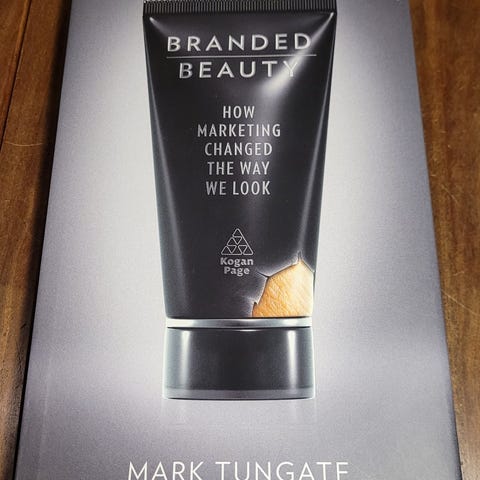 BRANDED
BEAUTY
HOW
MARKETING
CHANGED
THE WAY
WE LOOK
Kogan
Page
MARK TUNGATE